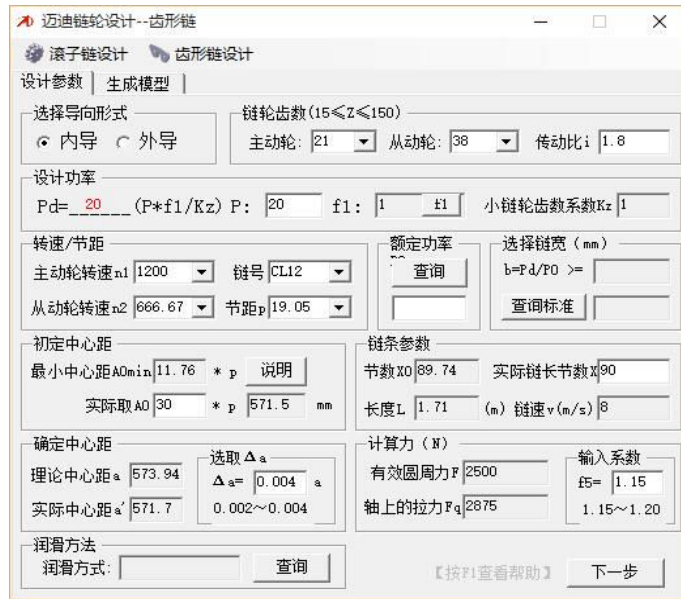 迈迪链轮设计--齿形链
滚子链设计 齿形链设计
设计参数 生成模型
选择导向形式
内导 外导
链轮齿数(15≤Z≤150)
主动轮: 21 从动轮: 38 传动比i 1.8
设计功率
Pd=__20____(P*f1/Kz) P: 20 f1: 1 f1 小链轮齿数系数Kz 1
转速/节距
主动轮转速n1 1200 链号 CL12
从动轮转速n2 666.67 节距p 19.05
额定功率
查询
选择链宽(mm)
b=Pd/P0 >=
查询标准
初定中心距
最小中心距A0min 11.76 * p 说明
实际取A0 30 * p 571.5 mm
链条参数
节数X0 89.74 实际链长节数X 90
长度L 1.71 (m) 链速v(m/s) 8
确定中心距
理论中心距a 573.94
实际中心距a' 571.7
选取Δa
Δa= 0.004 a
0.002～0.004
计算力(N)
有效圆周力F 2500
轴上的拉力Fq 2875
输入系数
f5= 1.15
1.15～1.20
润滑方法
润滑方式: 查询
【按F1查看帮助】 下一步